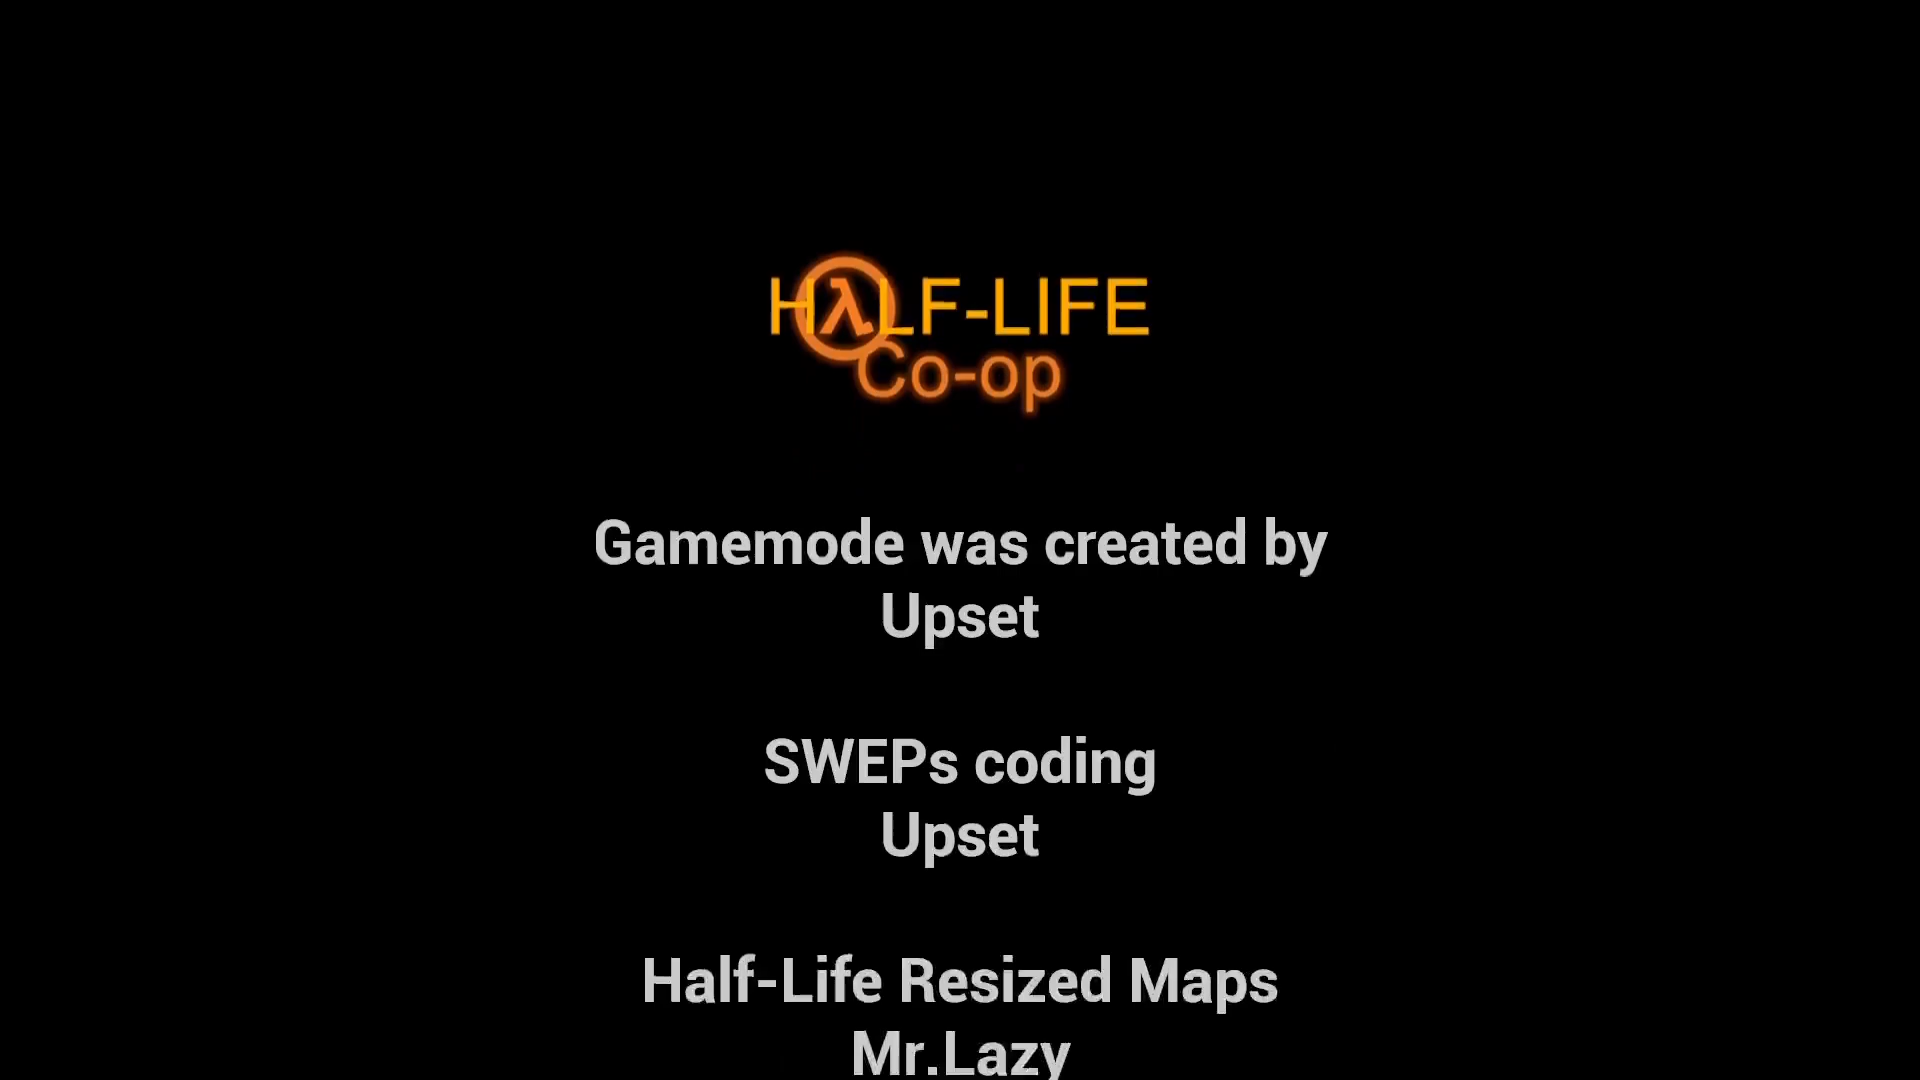 HλLF-LIFE
Co-op
Gamemode was created by
Upset
SWEPs coding
Upset
Half-Life Resized Maps
Mr.Lazy